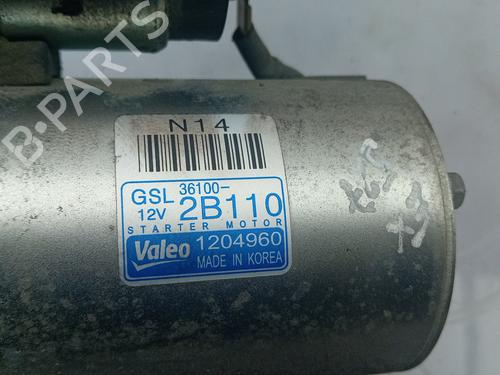 B-PARTS
N14
GSL 36100-
12V 2B110
STARTER MOTOR
Valeo 1204960
MADE IN KOREA